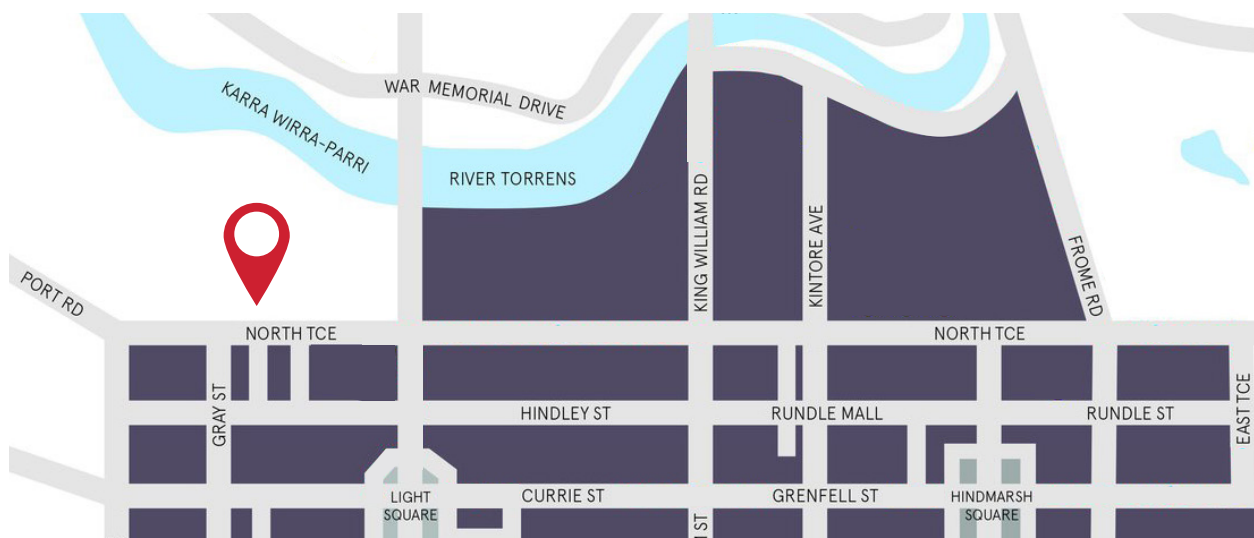 KARRA WIRRA-PARRI
WAR MEMORIAL DRIVE
RIVER TORRENS
PORT RD
KING WILLIAM RD
KINTORE AVE
FROME RD
NORTH TCE
NORTH TCE
GRAY ST
HINDLEY ST
RUNDLE MALL
RUNDLE ST
EAST TCE
LIGHT
SQUARE
CURRIE ST
GRENFELL ST
HINDMARSH
SQUARE
ST